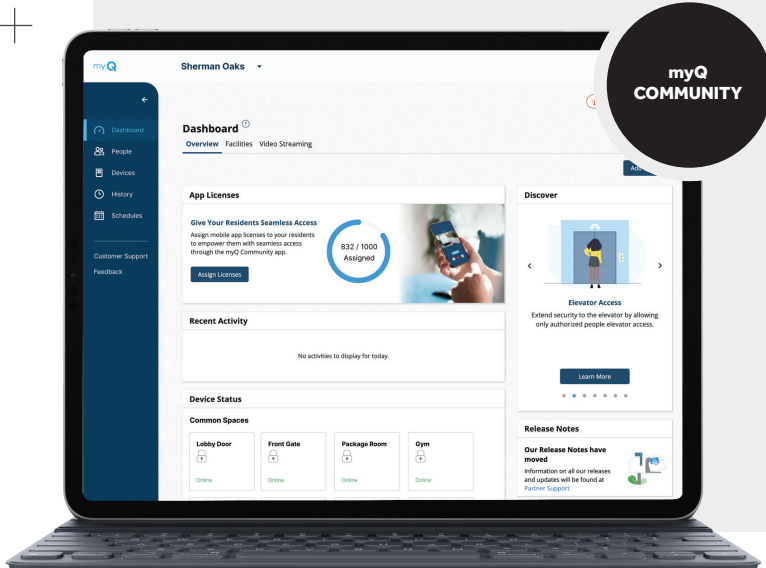 myQ
COMMUNITY
myQ
Sherman Oaks
Dashboard
People
Devices
History
Schedules
Customer Support
Feedback
Dashboard
Overview Facilities Video Streaming
App Licenses
Give Your Residents Seamless Access
Assign mobile app licenses to your residents
to empower them with seamless access
through the myQ Community app.
832 / 1000
Assigned
Assign Licenses
Recent Activity
No activities to display for today.
Device Status
Common Spaces
Lobby Door
Front Gate
Package Room
Gym
Online
Online
Online
Online
Discover
Elevator Access
Extend security to the elevator by allowing
only authorized people elevator access.
Learn More
Release Notes
Our Release Notes have
moved
Information on all our releases
and updates will be found at
Partner Support